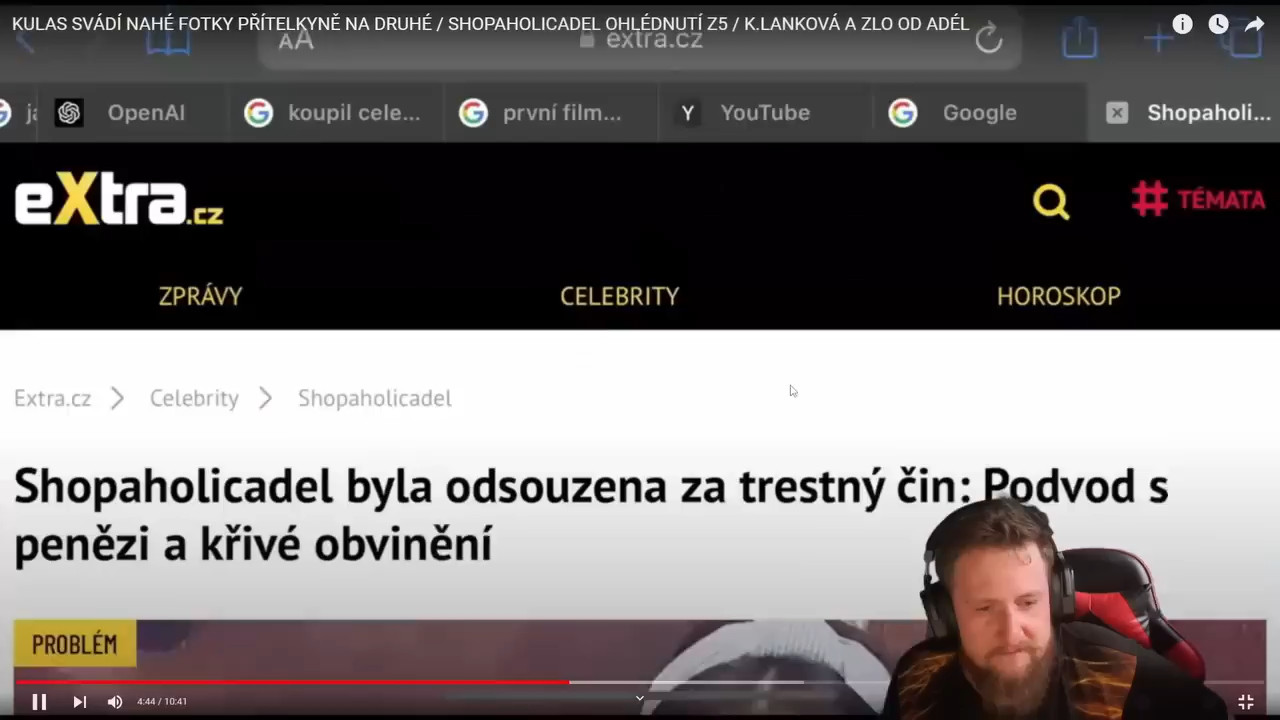 KULAS SVÁDÍ NAHÉ FOTKY PŘÍTELKYNĚ NA DRUHÉ / SHOPAHOLICADEL OHLÉDNUTÍ Z5 / K.LANKOVÁ A ZLO OD ADÉL
AA extra.cz
OpenAI koupil cele... první film... YouTube Google Shopaholi...
eXtra.cz # TÉMATA
ZPRÁVY CELEBRITY HOROSKOP
Extra.cz Celebrity Shopaholicadel
Shopaholicadel byla odsouzena za trestný čin: Podvod s
penězi a křivé obvinění
PROBLÉM
4:44 / 10:41